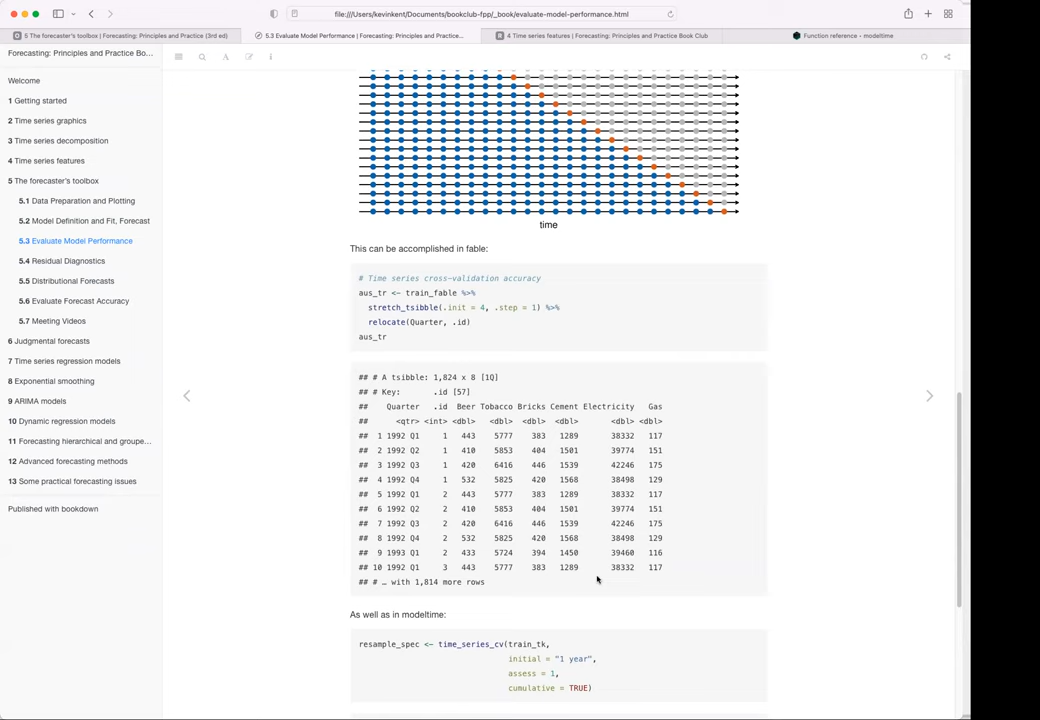 file:///Users/kevinkent/Documents/bookclub-fpp/_book/evaluate-model-performance.html
5 The forecaster's toolbox | Forecasting: Principles and Practice (3rd ed)
5.3 Evaluate Model Performance | Forecasting: Principles and Practice...
4 Time series features | Forecasting: Principles and Practice Book Club
Function reference • modeltime
Forecasting: Principles and Practice Bo...
Welcome
1 Getting started
2 Time series graphics
3 Time series decomposition
4 Time series features
5 The forecaster's toolbox
5.1 Data Preparation and Plotting
5.2 Model Definition and Fit, Forecast
5.3 Evaluate Model Performance
5.4 Residual Diagnostics
5.5 Distributional Forecasts
5.6 Evaluate Forecast Accuracy
5.7 Meeting Videos
6 Judgmental forecasts
7 Time series regression models
8 Exponential smoothing
9 ARIMA models
10 Dynamic regression models
11 Forecasting hierarchical and groupe...
12 Advanced forecasting methods
13 Some practical forecasting issues
Published with bookdown
time
This can be accomplished in fable:
# Time series cross-validation accuracy
aus_tr <- train_fable %>%
  stretch_tsibble(.init = 4, .step = 1) %>%
  relocate(Quarter, .id)
aus_tr
## # A tsibble: 1,824 x 8 [1Q]
## # Key:       .id [57]
##    Quarter   .id  Beer Tobacco Bricks Cement Electricity   Gas
##      <qtr> <int> <dbl>   <dbl>  <dbl>  <dbl>       <dbl> <dbl>
##  1 1992 Q1     1   443    5777    383   1289       38332   117
##  2 1992 Q2     1   410    5853    404   1501       39774   151
##  3 1992 Q3     1   420    6416    446   1539       42246   175
##  4 1992 Q4     1   532    5825    420   1568       38498   129
##  5 1992 Q1     2   443    5777    383   1289       38332   117
##  6 1992 Q2     2   410    5853    404   1501       39774   151
##  7 1992 Q3     2   420    6416    446   1539       42246   175
##  8 1992 Q4     2   532    5825    420   1568       38498   129
##  9 1993 Q1     2   433    5724    394   1450       39460   116
## 10 1992 Q1     3   443    5777    383   1289       38332   117
## # … with 1,814 more rows
As well as in modeltime:
resample_spec <- time_series_cv(train_tk,
                                initial = "1 year",
                                assess = 1,
                                cumulative = TRUE)